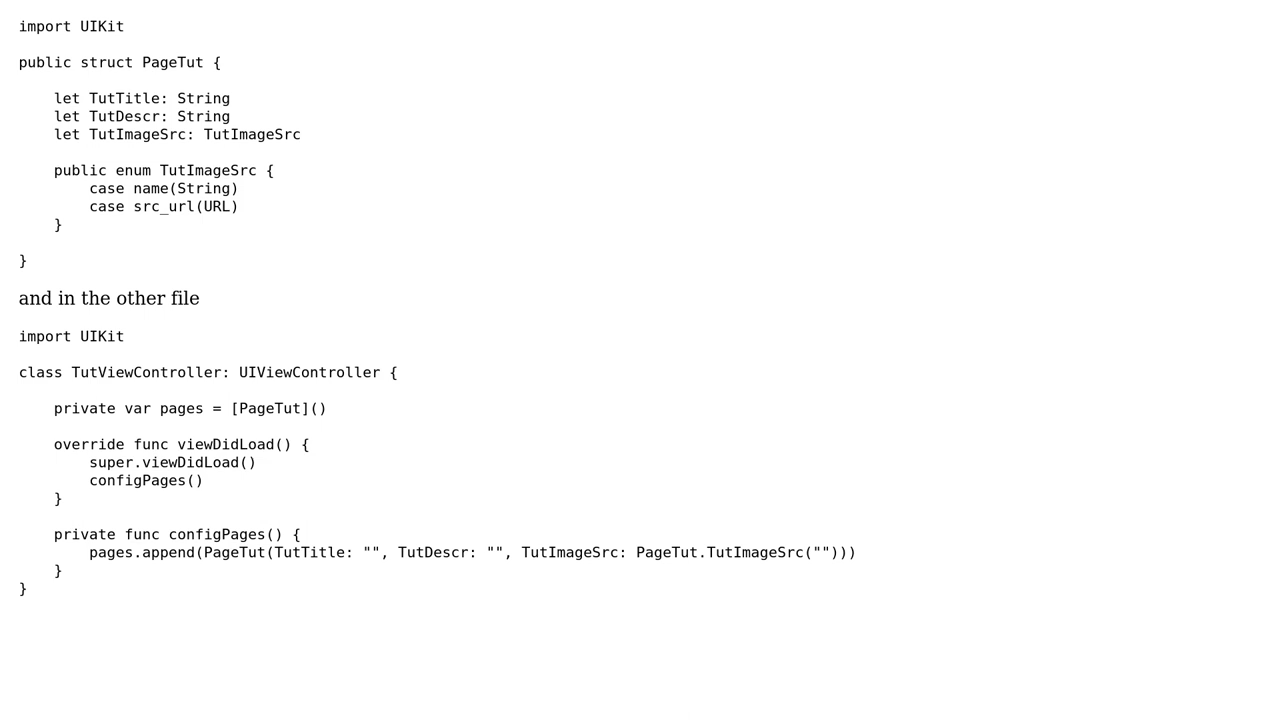 import UIKit
public struct PageTut {
let TutTitle: String
let TutDescr: String
let TutImageSrc: TutImageSrc
public enum TutImageSrc {
case name(String)
case src_url(URL)
}
}
and in the other file
import UIKit
class TutViewController: UIViewController {
private var pages = [PageTut]()
override func viewDidLoad() {
super.viewDidLoad()
configPages()
}
private func configPages() {
pages.append(PageTut(TutTitle: "", TutDescr: "", TutImageSrc: PageTut.TutImageSrc("")))
}
}